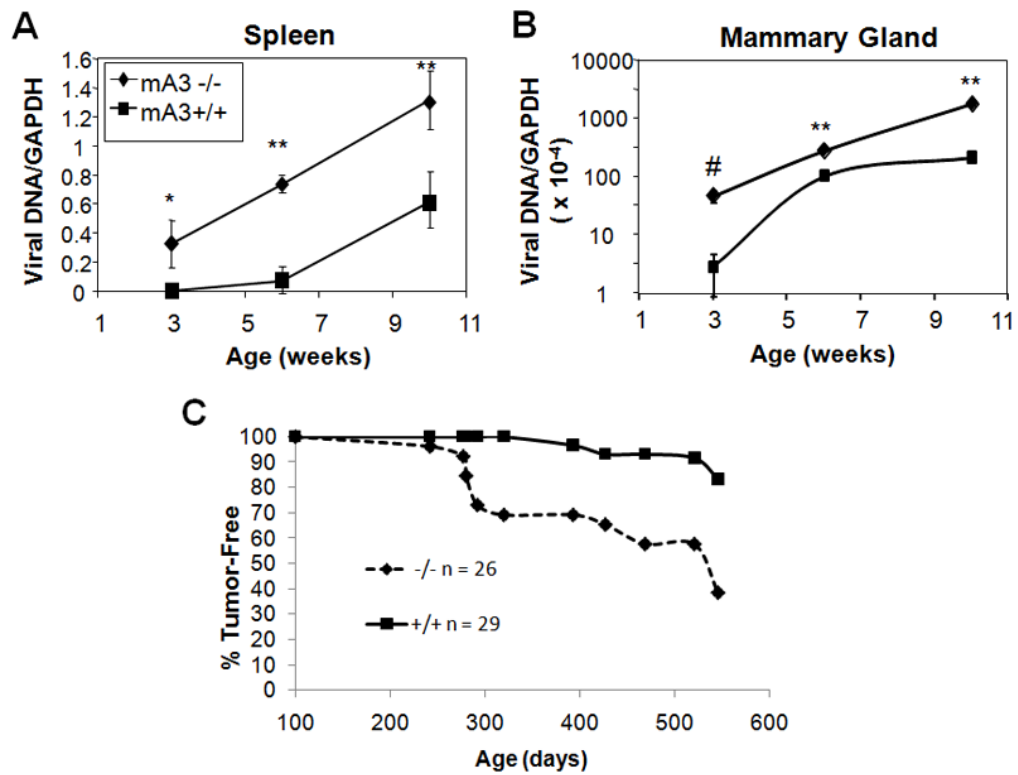 A
Spleen
Viral DNA/GAPDH
1.6
1.4
1.2
1
0.8
0.6
0.4
0.2
0
mA3 -/-
mA3+/+
*
**
**
1 3 5 7 9 11
Age (weeks)
B
Mammary Gland
Viral DNA/GAPDH
( x 10⁻⁴)
10000
1000
100
10
1
#
**
**
1 3 5 7 9 11
Age (weeks)
C
% Tumor-Free
100
90
80
70
60
50
40
30
20
10
0
-/- n = 26
+/+ n = 29
100 200 300 400 500 600
Age (days)